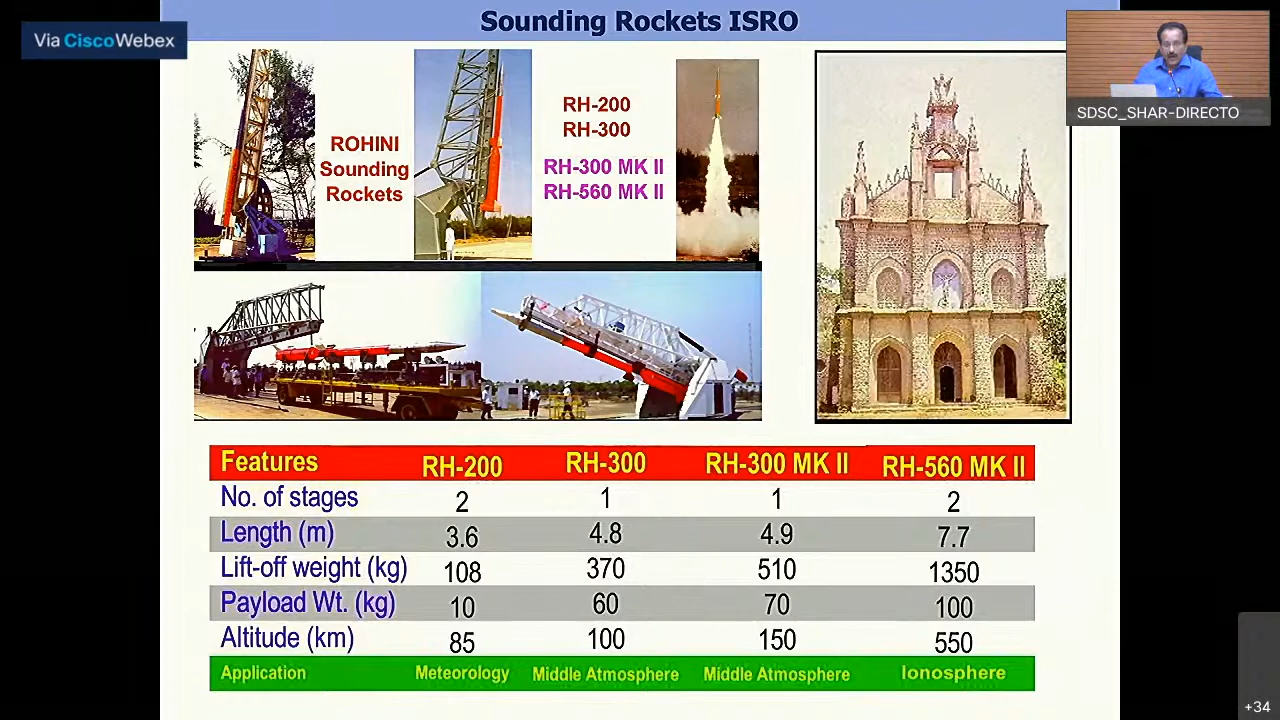 Sounding Rockets ISRO
Via CiscoWebex
SDSC_SHAR-DIRECTO
ROHINI
Sounding
Rockets
RH-200
RH-300
RH-300 MK II
RH-560 MK II
Features RH-200 RH-300 RH-300 MK II RH-560 MK II
No. of stages 2 1 1 2
Length (m) 3.6 4.8 4.9 7.7
Lift-off weight (kg) 108 370 510 1350
Payload Wt. (kg) 10 60 70 100
Altitude (km) 85 100 150 550
Application Meteorology Middle Atmosphere Middle Atmosphere Ionosphere
+34